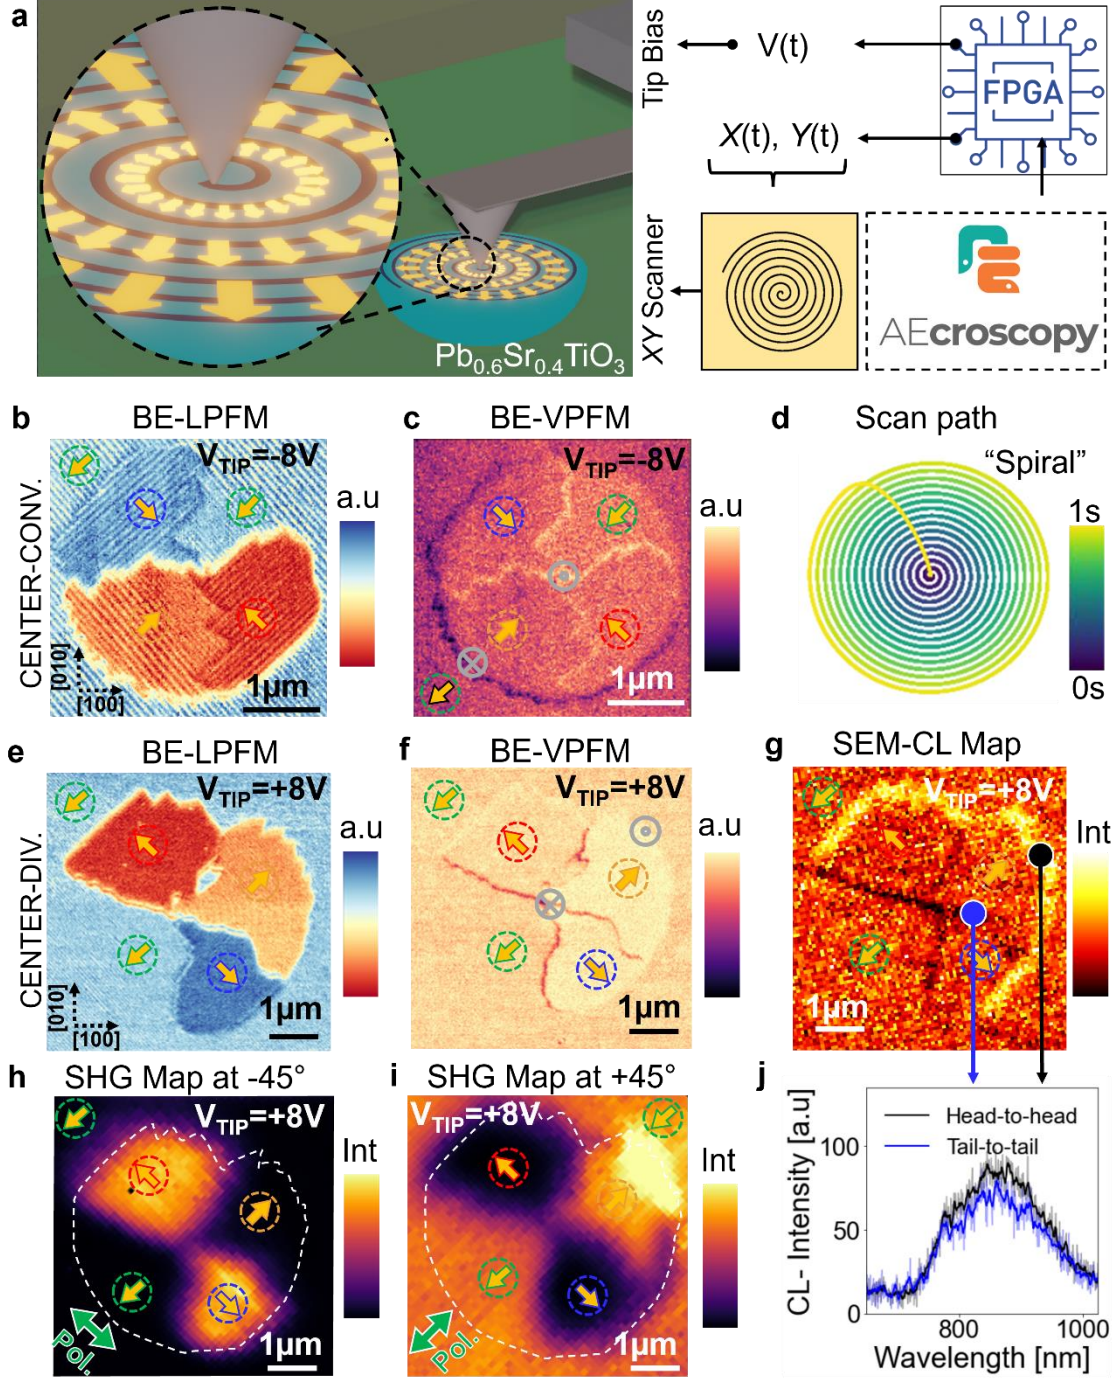 a
Pb0.6Sr0.4TiO3
Tip Bias
V(t)
FPGA
X(t), Y(t)
XY Scanner
AEcroscopy
b
BE-LPFM
VTIP=-8V
a.u
CENTER-CONV.
[010]
[100]
1µm
c
BE-VPFM
VTIP=-8V
a.u
1µm
d
Scan path
“Spiral”
1s
0s
e
BE-LPFM
VTIP=+8V
a.u
CENTER-DIV.
[010]
[100]
1µm
f
BE-VPFM
VTIP=+8V
a.u
1µm
g
SEM-CL Map
VTIP=+8V
Int
1µm
h
SHG Map at -45°
VTIP=+8V
Int
Pol.
1µm
i
SHG Map at +45°
VTIP=+8V
Int
Pol.
1µm
j
Head-to-head
Tail-to-tail
CL- Intensity [a.u]
100
50
0
800
1000
Wavelength [nm]